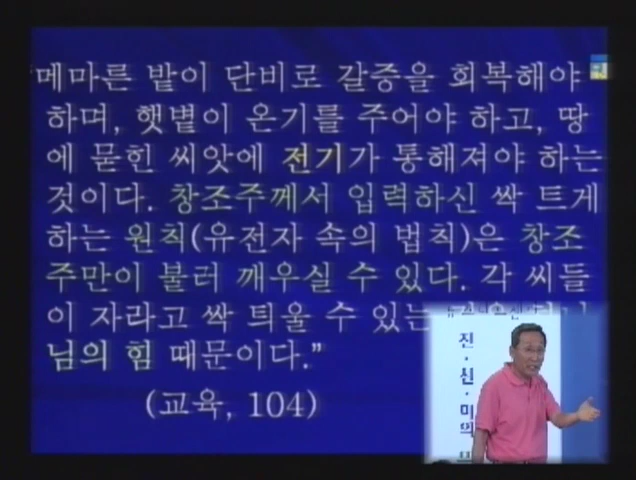 메마른 밭이 단비로 갈증을 회복해야
하며, 햇볕이 온기를 주어야 하고, 땅
에 묻힌 씨앗에 전기가 통해져야 하는
것이다. 창조주께서 입력하신 싹 트게
하는 원칙(유전자 속의 법칙)은 창조
주만이 불러 깨우실 수 있다. 각 씨들
이 자라고 싹 틔울 수 있는
님의 힘 때문이다.”
(교육, 104)
진·신·미의